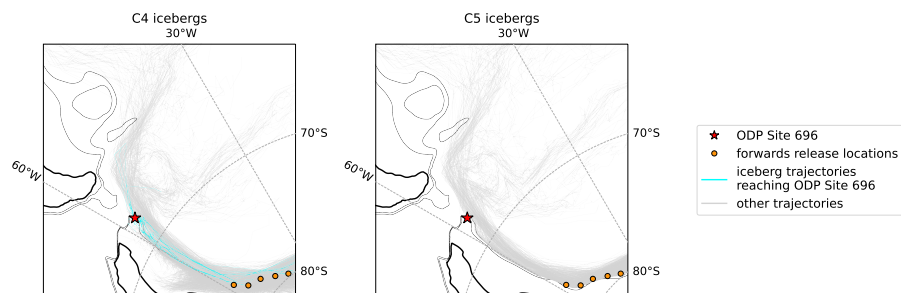 C4 icebergs
30°W
70°S
60°W
80°S
C5 icebergs
30°W
70°S
60°W
80°S
ODP Site 696
forwards release locations
iceberg trajectories
reaching ODP Site 696
other trajectories